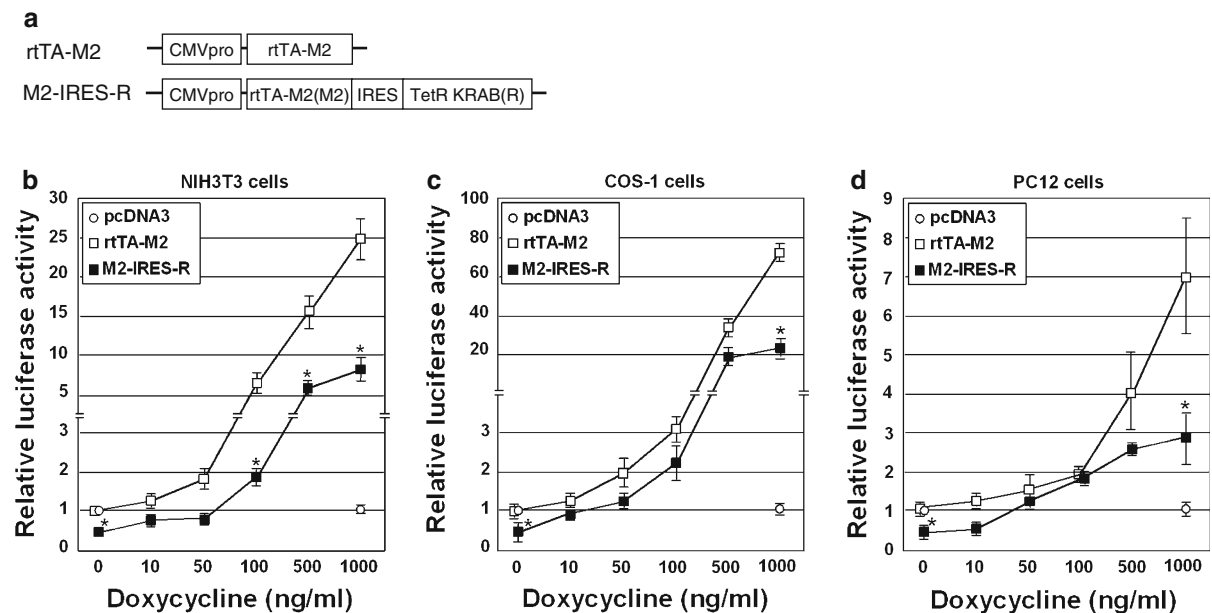 a
rtTA-M2 CMVpro rtTA-M2
M2-IRES-R CMVpro rtTA-M2(M2) IRES TetR KRAB(R)
b NIH3T3 cells
Relative luciferase activity
30
25
20
15
10
5
3
2
1
0
pcDNA3
rtTA-M2
M2-IRES-R
*
*
*
*
0 10 50 100 500 1000
Doxycycline (ng/ml)
c COS-1 cells
Relative luciferase activity
100
80
60
40
20
3
2
1
0
pcDNA3
rtTA-M2
M2-IRES-R
*
*
0 10 50 100 500 1000
Doxycycline (ng/ml)
d PC12 cells
Relative luciferase activity
9
8
7
6
5
4
3
2
1
0
pcDNA3
rtTA-M2
M2-IRES-R
*
*
0 10 50 100 500 1000
Doxycycline (ng/ml)